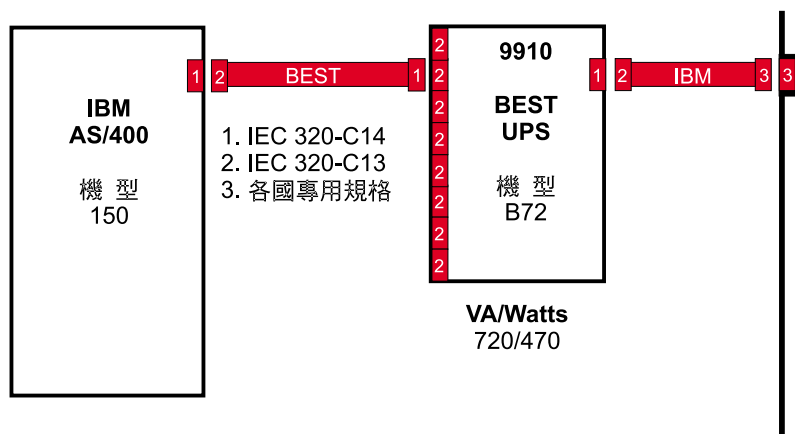 IBM
AS/400
機 型
150
1
2 BEST 1
1. IEC 320-C14
2. IEC 320-C13
3. 各國專用規格
2
2
2
2
2
2
2
2
9910
BEST
UPS
機 型
B72
1
VA/Watts
720/470
2 IBM 3
3